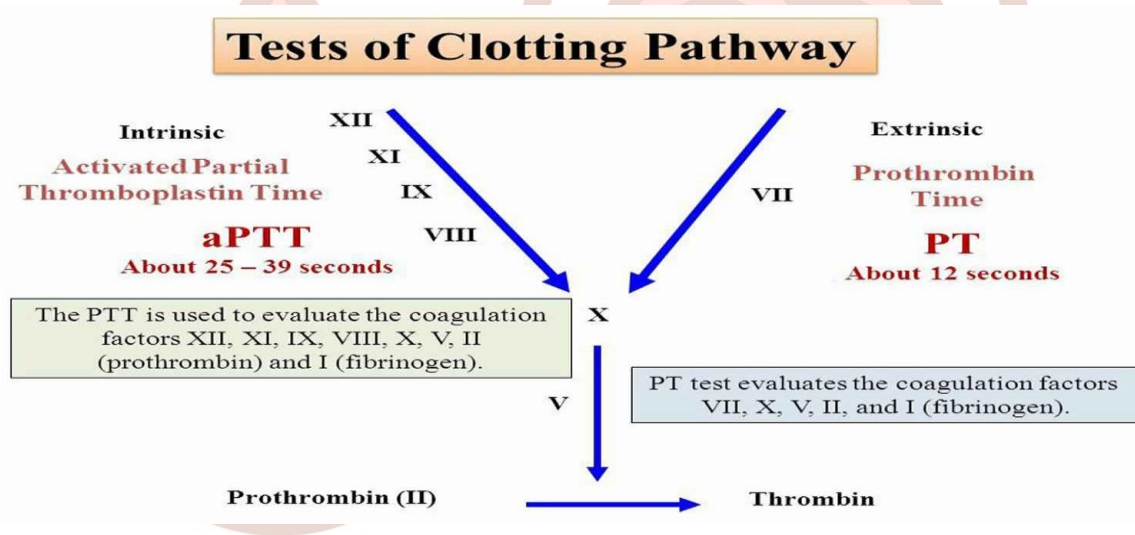 Tests of Clotting Pathway
Intrinsic
Activated Partial
Thromboplastin Time
aPTT
About 25 – 39 seconds
XII
XI
IX
VIII
Extrinsic
Prothrombin
Time
PT
About 12 seconds
VII
The PTT is used to evaluate the coagulation
factors XII, XI, IX, VIII, X, V, II
(prothrombin) and I (fibrinogen).
X
PT test evaluates the coagulation factors
VII, X, V, II, and I (fibrinogen).
V
Prothrombin (II)
Thrombin